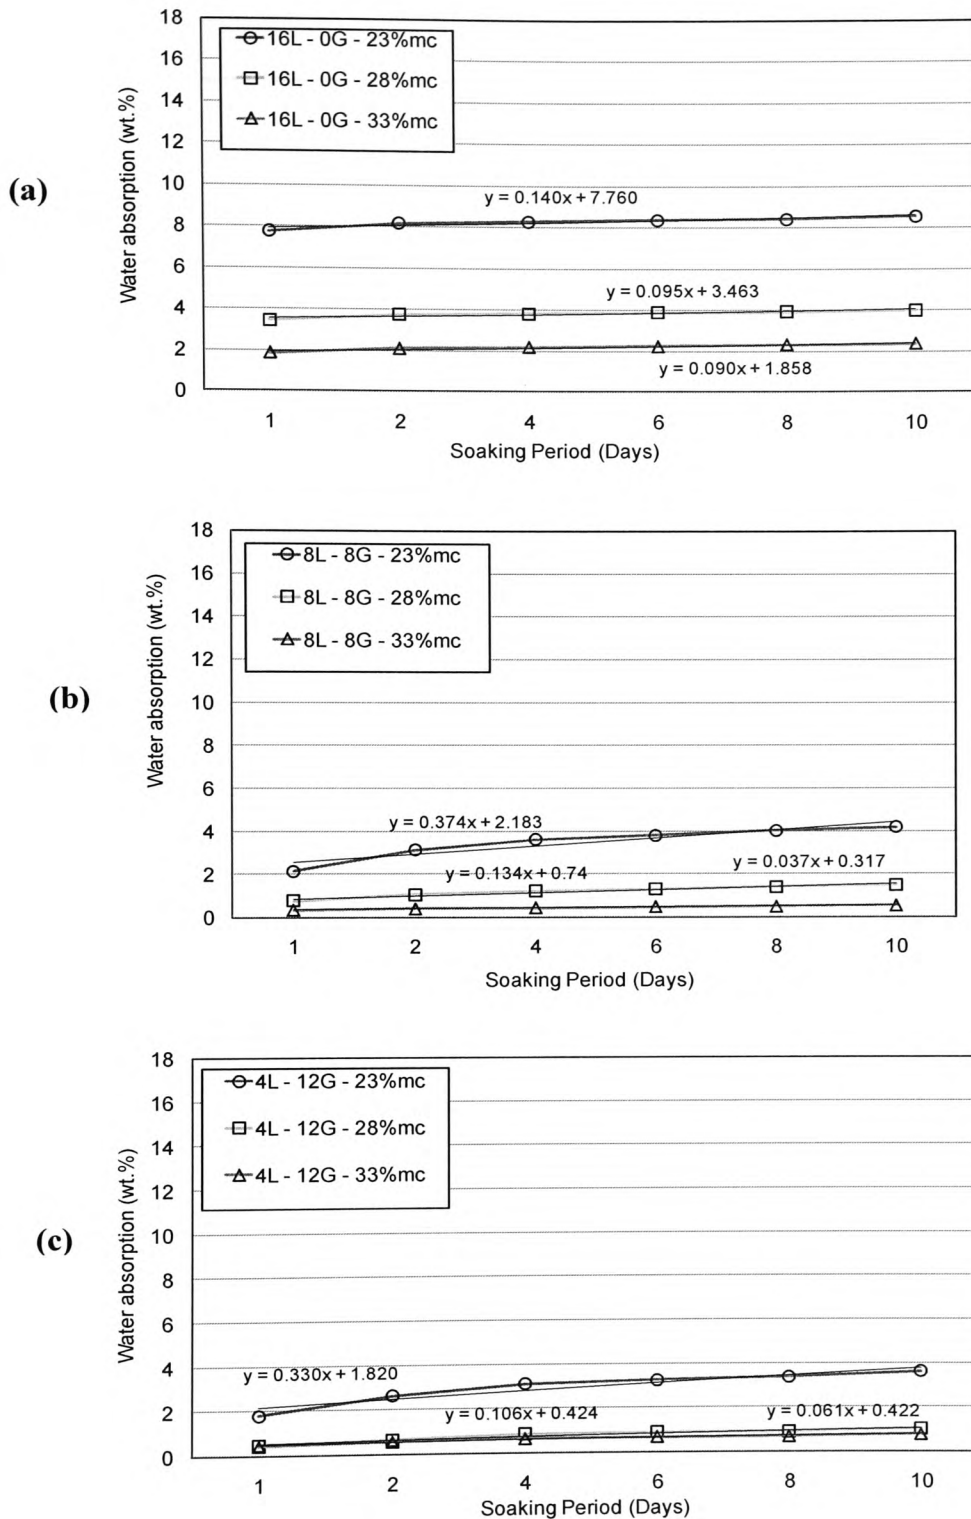 (a)
Water absorption (wt.%)
18
16
14
12
10
8
6
4
2
0
16L - 0G - 23%mc
16L - 0G - 28%mc
16L - 0G - 33%mc
y = 0.140x + 7.760
y = 0.095x + 3.463
y = 0.090x + 1.858
1 2 4 6 8 10
Soaking Period (Days)
(b)
Water absorption (wt.%)
18
16
14
12
10
8
6
4
2
0
8L - 8G - 23%mc
8L - 8G - 28%mc
8L - 8G - 33%mc
y = 0.374x + 2.183
y = 0.134x + 0.74
y = 0.037x + 0.317
1 2 4 6 8 10
Soaking Period (Days)
(c)
Water absorption (wt.%)
18
16
14
12
10
8
6
4
2
0
4L - 12G - 23%mc
4L - 12G - 28%mc
4L - 12G - 33%mc
y = 0.330x + 1.820
y = 0.106x + 0.424
y = 0.061x + 0.422
1 2 4 6 8 10
Soaking Period (Days)